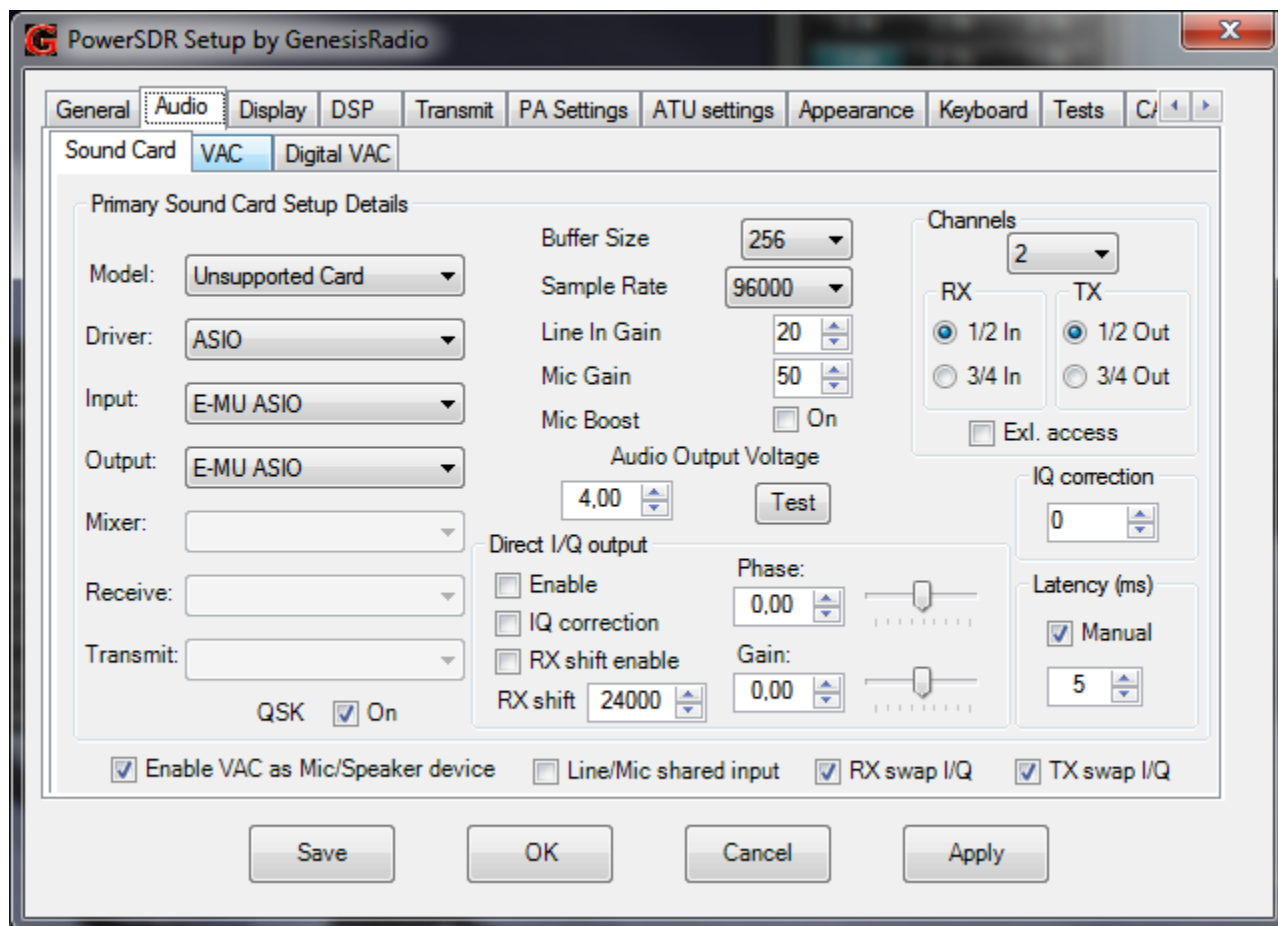 PowerSDR Setup by GenesisRadio
General Audio Display DSP Transmit PA Settings ATU settings Appearance Keyboard Tests
Sound Card VAC Digital VAC
Primary Sound Card Setup Details
Model: Unsupported Card
Driver: ASIO
Input: E-MU ASIO
Output: E-MU ASIO
Mixer:
Receive:
Transmit:
QSK On
Buffer Size 256
Sample Rate 96000
Line In Gain 20
Mic Gain 50
Mic Boost On
Audio Output Voltage
4,00 Test
Direct I/Q output
Enable
IQ correction
RX shift enable
RX shift 24000
Phase:
0,00
Gain:
0,00
Channels
2
RX TX
1/2 In 1/2 Out
3/4 In 3/4 Out
Exl. access
IQ correction
0
Latency (ms)
Manual
5
Enable VAC as Mic/Speaker device Line/Mic shared input RX swap I/Q TX swap I/Q
Save OK Cancel Apply